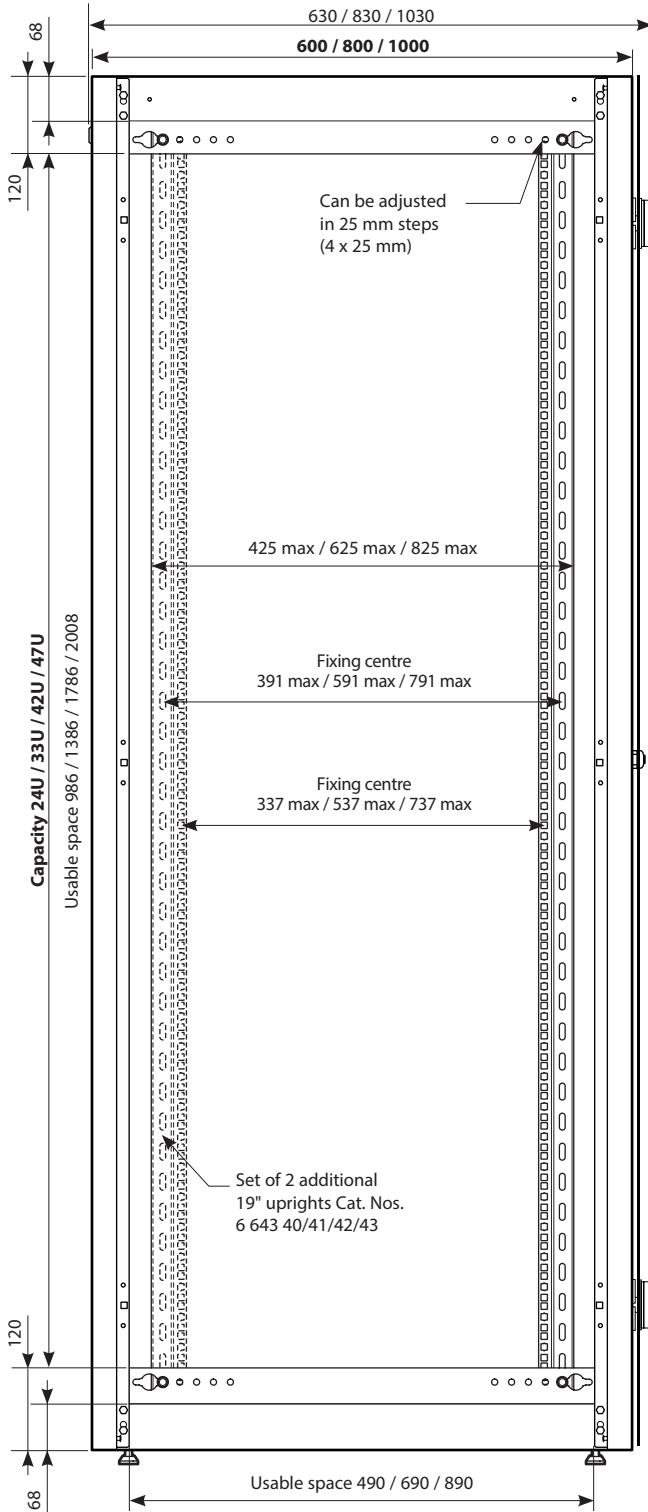 630 / 830 / 1030
68
600 / 800 / 1000
120
Can be adjusted
in 25 mm steps
(4 x 25 mm)
425 max / 625 max / 825 max
Fixing centre
391 max / 591 max / 791 max
Capacity 24U / 33U / 42U / 47U
Usable space 986 / 1386 / 1786 / 2008
Fixing centre
337 max / 537 max / 737 max
Set of 2 additional
19" uprights Cat. Nos.
6 643 40/41/42/43
120
68
Usable space 490 / 690 / 890